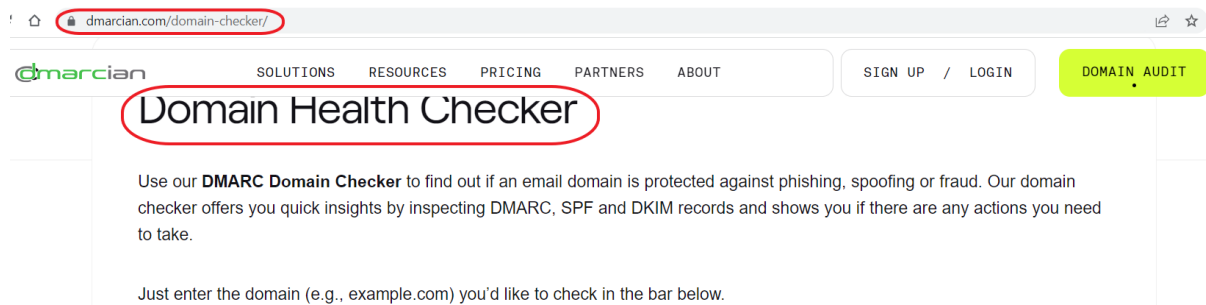 dmarcian.com/domain-checker/
dmarcian SOLUTIONS RESOURCES PRICING PARTNERS ABOUT SIGN UP / LOGIN DOMAIN AUDIT
Domain Health Checker
Use our DMARC Domain Checker to find out if an email domain is protected against phishing, spoofing or fraud. Our domain
checker offers you quick insights by inspecting DMARC, SPF and DKIM records and shows you if there are any actions you need
to take.
Just enter the domain (e.g., example.com) you’d like to check in the bar below.